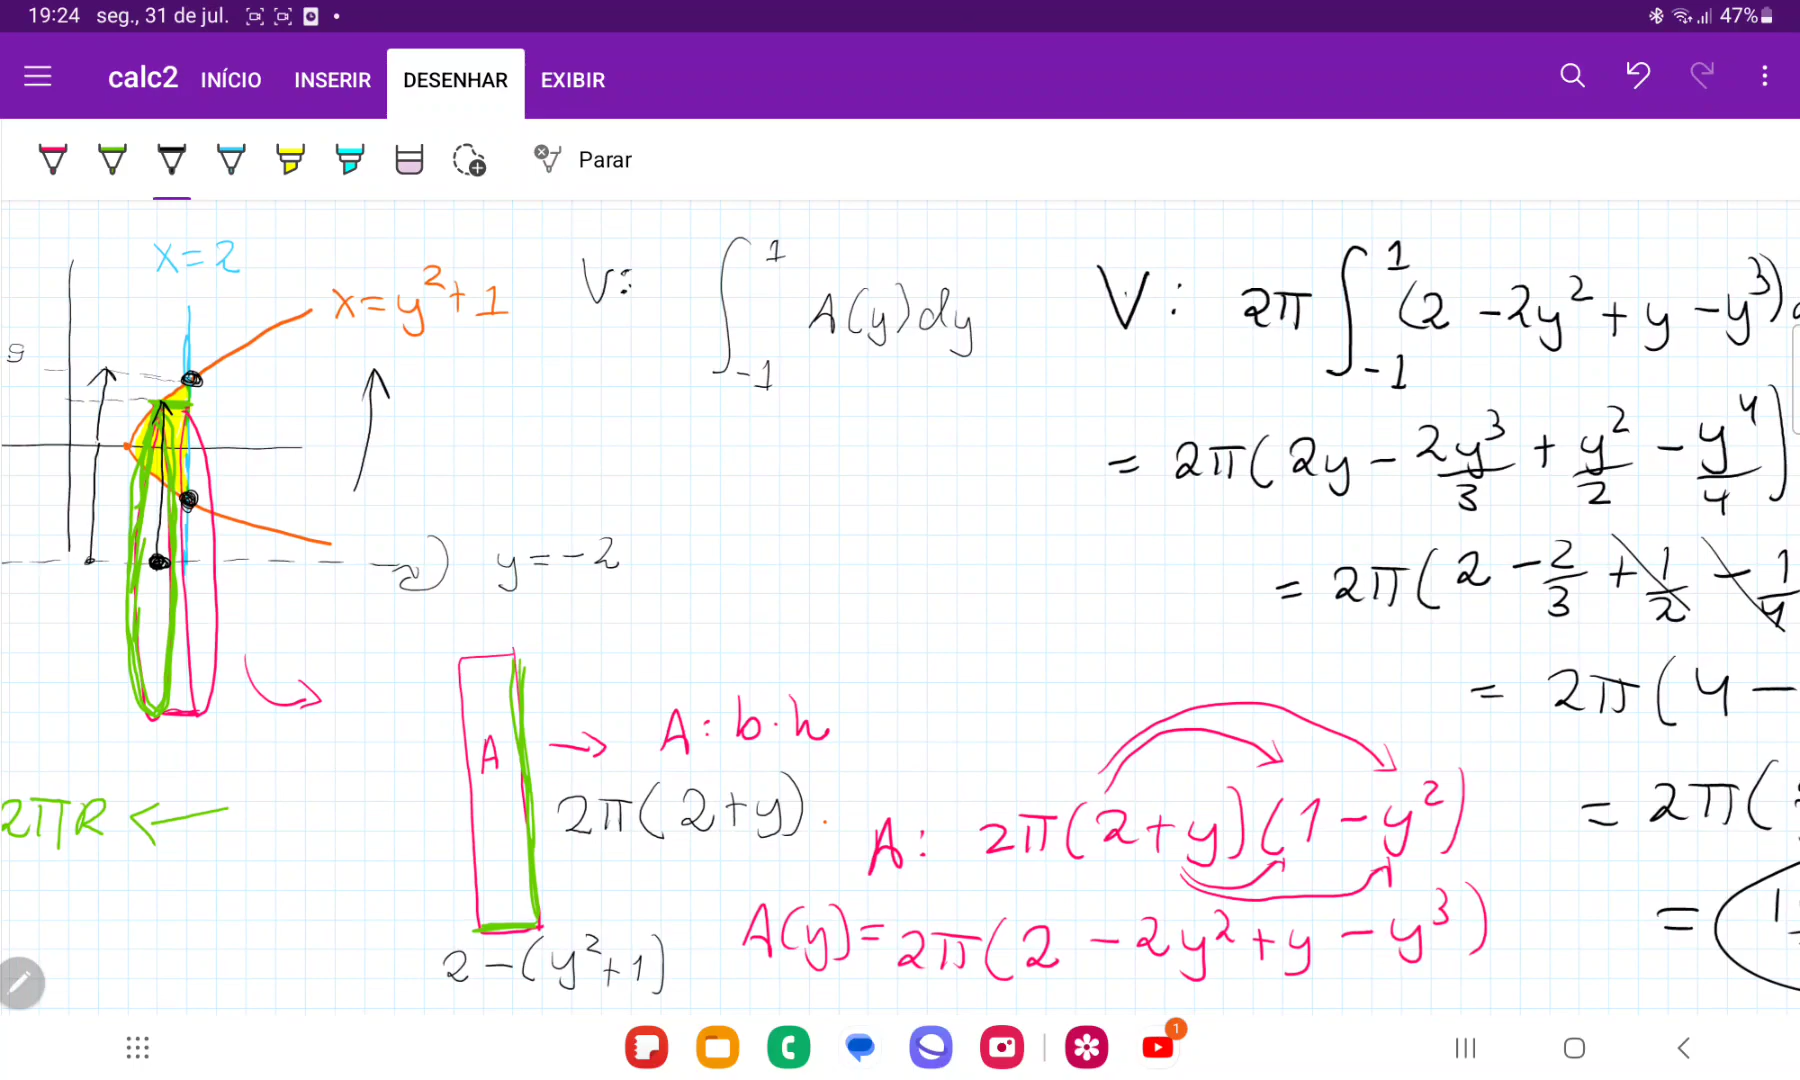 19:24 seg., 31 de jul. 47%
calc2 INÍCIO INSERIR DESENHAR EXIBIR
Parar
x=2
x=y²+1
y=-2
V: ∫₋₁¹ A(y)dy
V: 2π ∫₋₁¹ (2-2y²+y-y³)
= 2π(2y - 2y³/3 + y²/2 - y⁴/4)
= 2π(2 - 2/3 + 1/2 - 1/4
= 2π(4 -
= 2π(
= (1
A
→ A: b.h
2π(2+y).
2πR ←
2-(y²+1)
A: 2π(2+y)(1-y²)
A(y)=2π(2-2y²+y-y³)
1